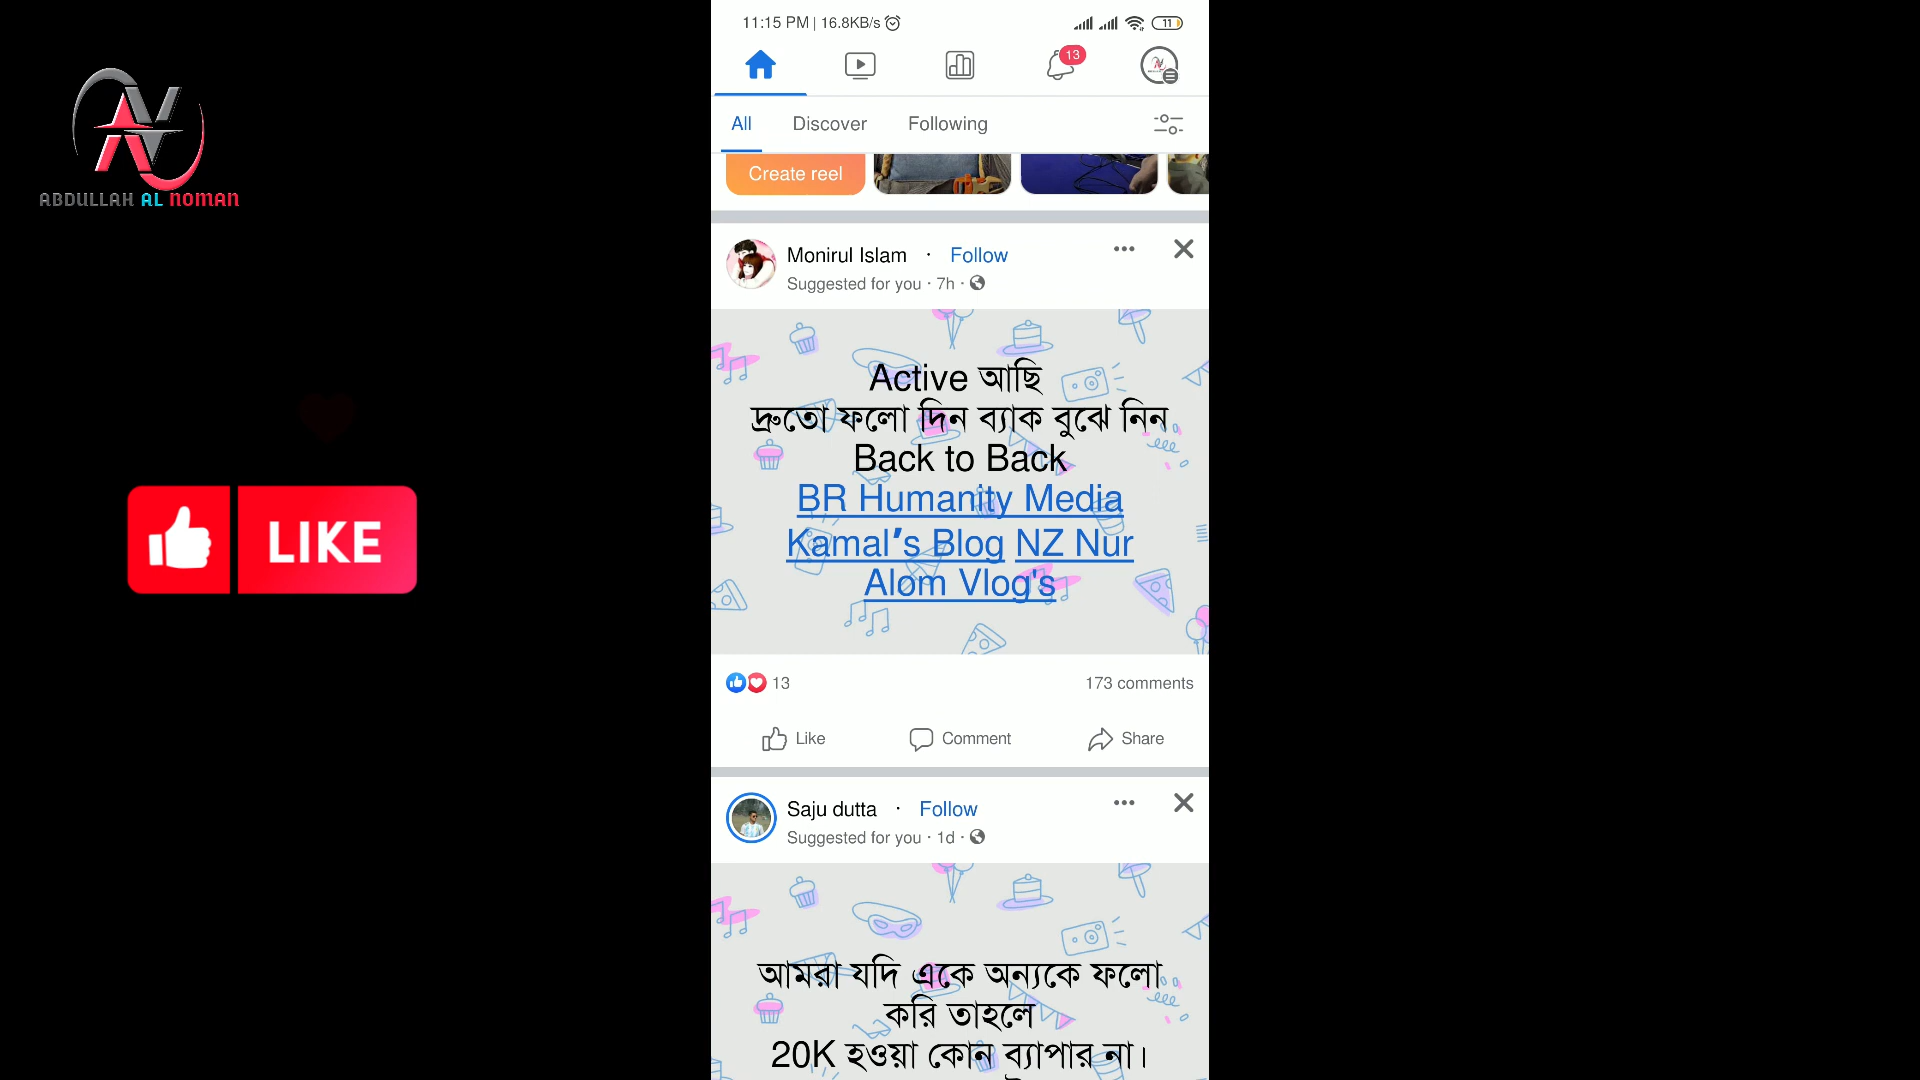 11:15 PM | 16.8KB/s
11
13
All Discover Following
Create reel
ABDULLAH AL NOMAN
Monirul Islam · Follow
Suggested for you · 7h ·
Active আছি
দ্রুতো ফলো দিন ব্যাক বুঝে নিন
Back to Back
BR Humanity Media
Kamal’s Blog NZ Nur
Alom Vlog's
LIKE
13 173 comments
Like Comment Share
Saju dutta · Follow
Suggested for you · 1d ·
আমরা যদি একে অন্যকে ফলো
করি তাহলে
20K হওয়া কোন ব্যাপার না।